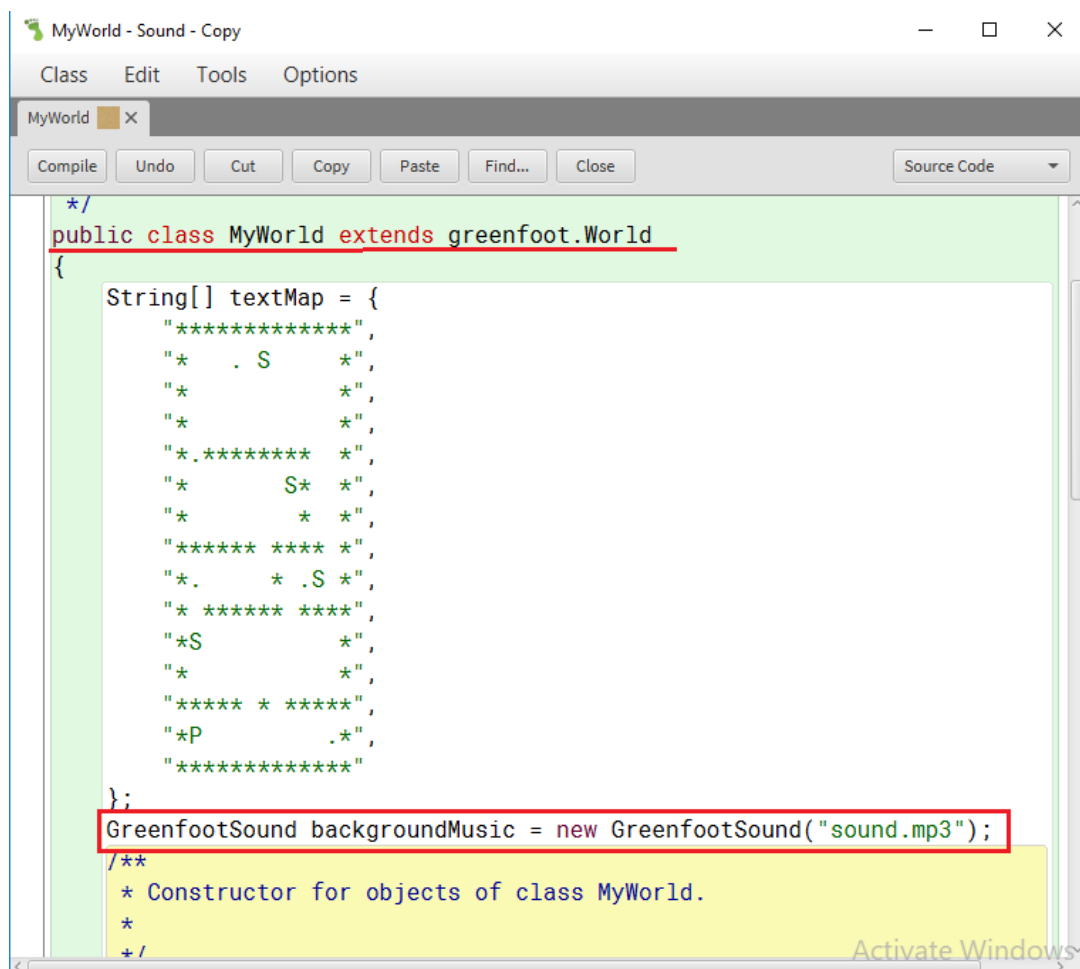 MyWorld - Sound - Copy
Class Edit Tools Options
MyWorld
Compile Undo Cut Copy Paste Find... Close Source Code
*/
public class MyWorld extends greenfoot.World
{
String[] textMap = {
"*************",
"*   . S     *",
"*           *",
"*           *",
"*.********  *",
"*       S*  *",
"*        *  *",
"****** **** *",
"*.     * .S *",
"* ****** ****",
"*S          *",
"*           *",
"***** * *****",
"*P         .*",
"*************"
};
GreenfootSound backgroundMusic = new GreenfootSound("sound.mp3");
/**
* Constructor for objects of class MyWorld.
*
*/
Activate Windows